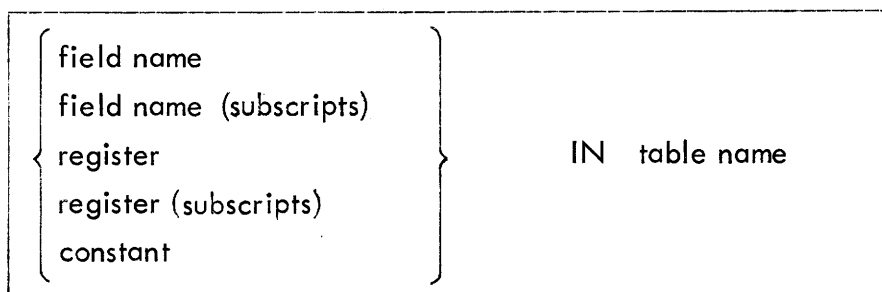 field name
field name (subscripts)
register
register (subscripts)
constant
IN table name